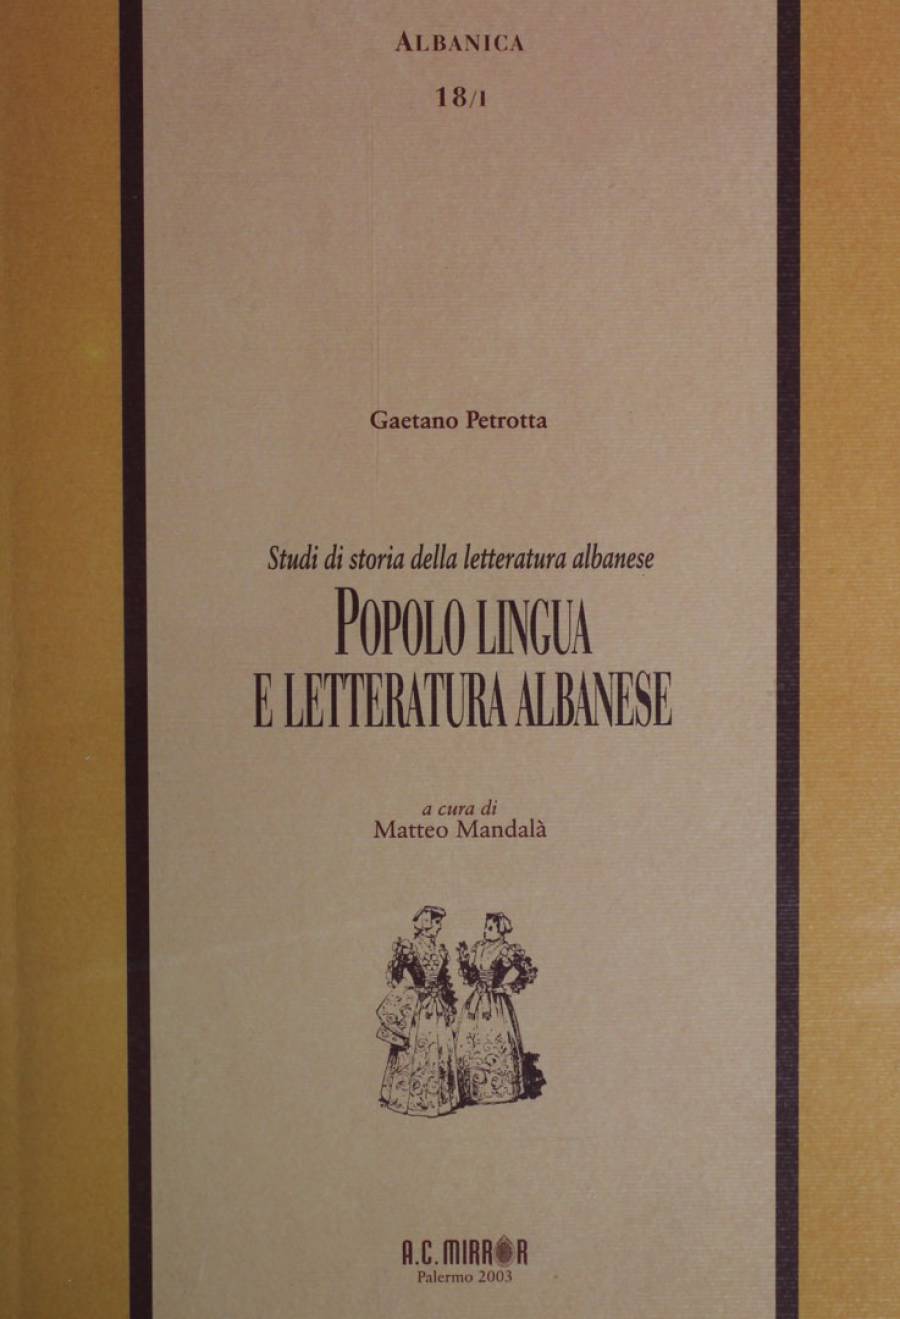 ALBANICA
18/I
Gaetano Petrotta
Studi di storia della letteratura albanese
POPOLO LINGUA
E LETTERATURA ALBANESE
a cura di
Matteo Mandalà
A.C. MIRROR
Palermo 2003